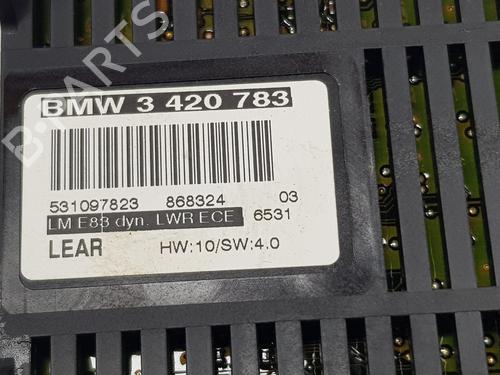 BMW 3 420 783
531097823 868324 03
LM E83 dyn. LWR ECE 6531
LEAR HW:10/SW:4.0
B-PARTS